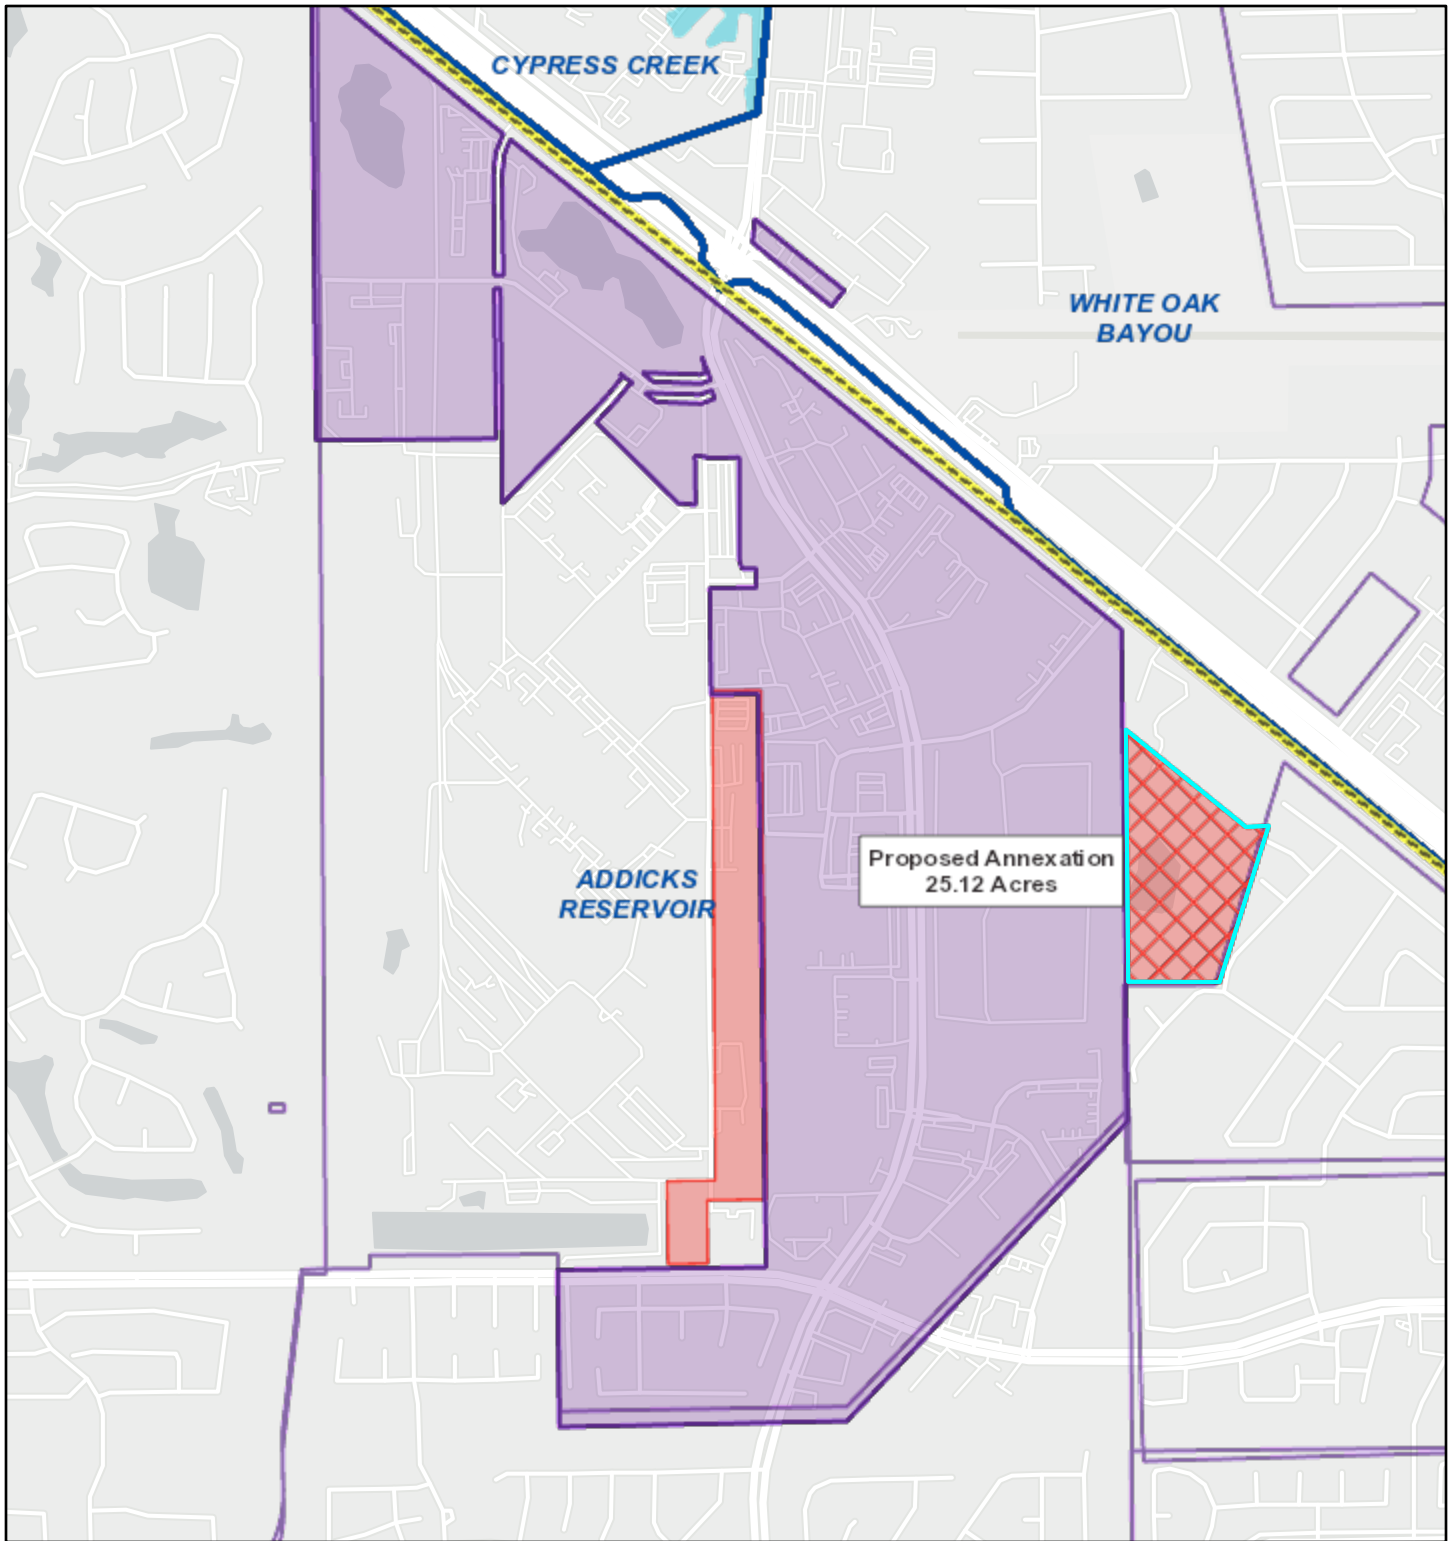 CYPRESS CREEK
WHITE OAK
BAYOU
Proposed Annexation
25.12 Acres
ADDICKS
RESERVOIR